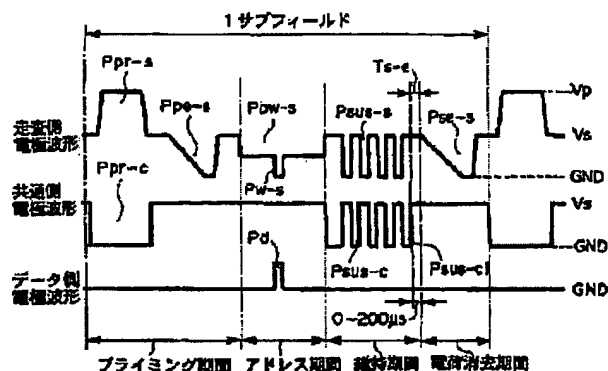 1サブフィールド
Ppr-s
Ts-e
Ppe-s
Pbw-s
Psus-s
Pse-s
Vp
走査側
電極波形
Vs
Ppr-c
Pw-s
GND
共通側
電極波形
Vs
Pd
GND
Psus-c
Psus-cl
データ側
電極波形
GND
0~200µs
プライミング期間 アドレス期間 維持期間 電荷消去期間